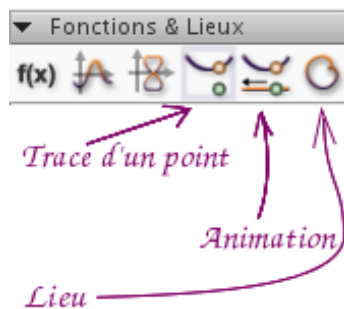 Fonctions & Lieux
f(x)
Trace d'un point
Animation
Lieu